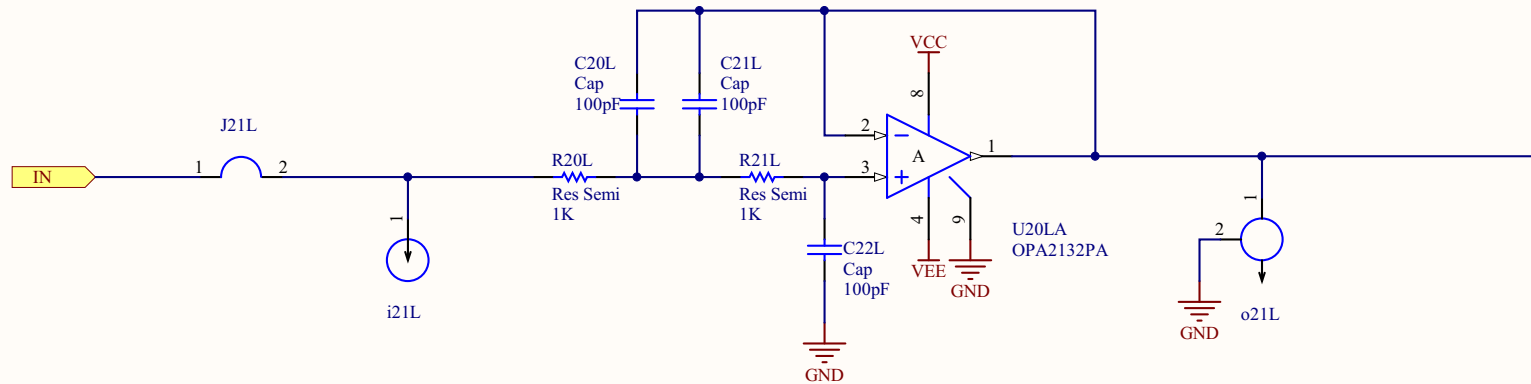 C20L
Cap
100pF
C21L
Cap
100pF
VCC
8
J21L
1
2
IN
R20L
Res Semi
1K
R21L
Res Semi
1K
2
3
A
1
4
9
VEE
GND
U20LA
OPA2132PA
C22L
Cap
100pF
GND
1
i21L
1
2
GND
o21L